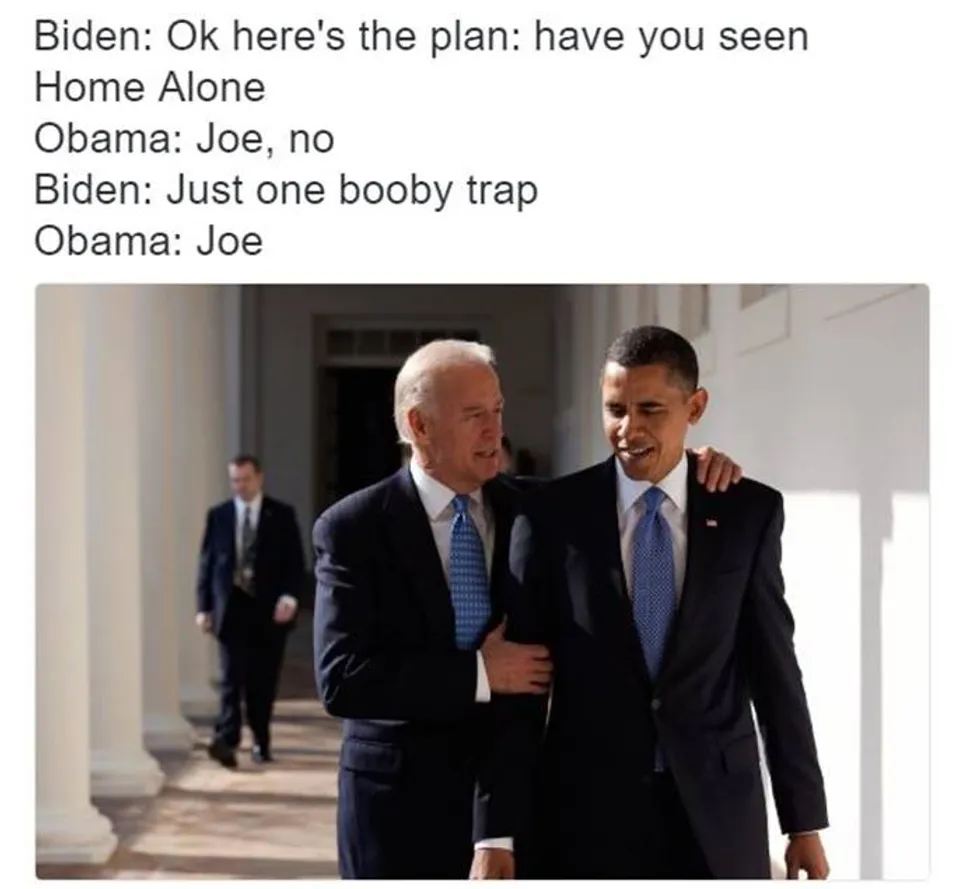 Biden: Ok here's the plan: have you seen
Home Alone
Obama: Joe, no
Biden: Just one booby trap
Obama: Joe